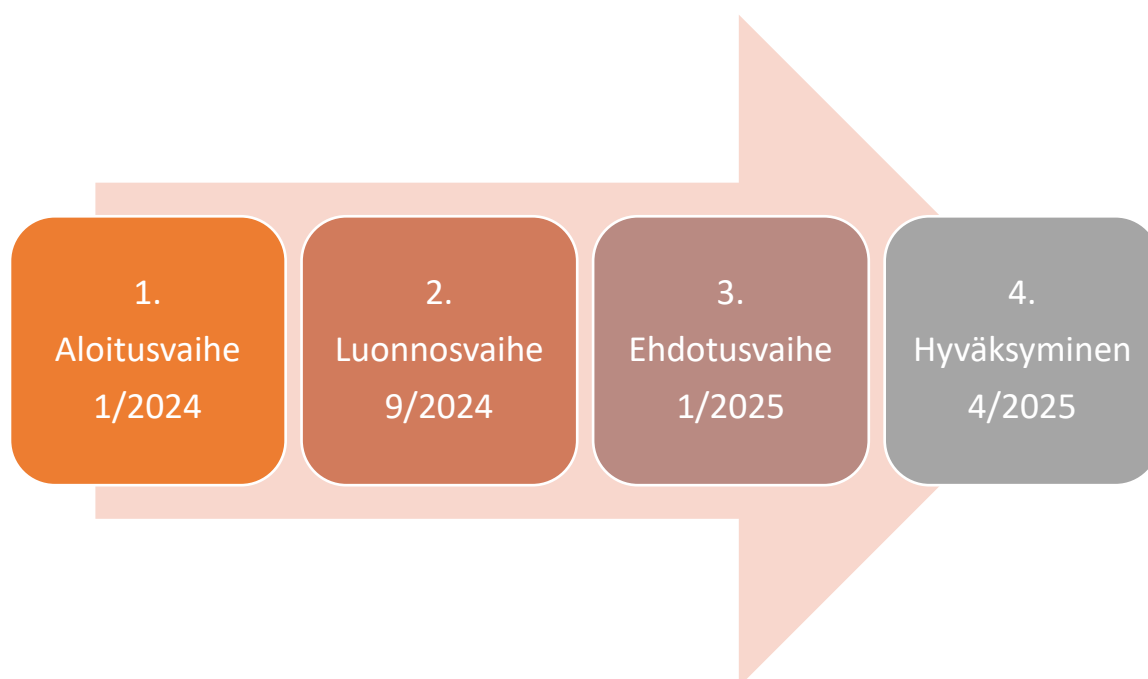 1.
Aloitusvaihe
1/2024
2.
Luonnosvaihe
9/2024
3.
Ehdotusvaihe
1/2025
4.
Hyväksyminen
4/2025